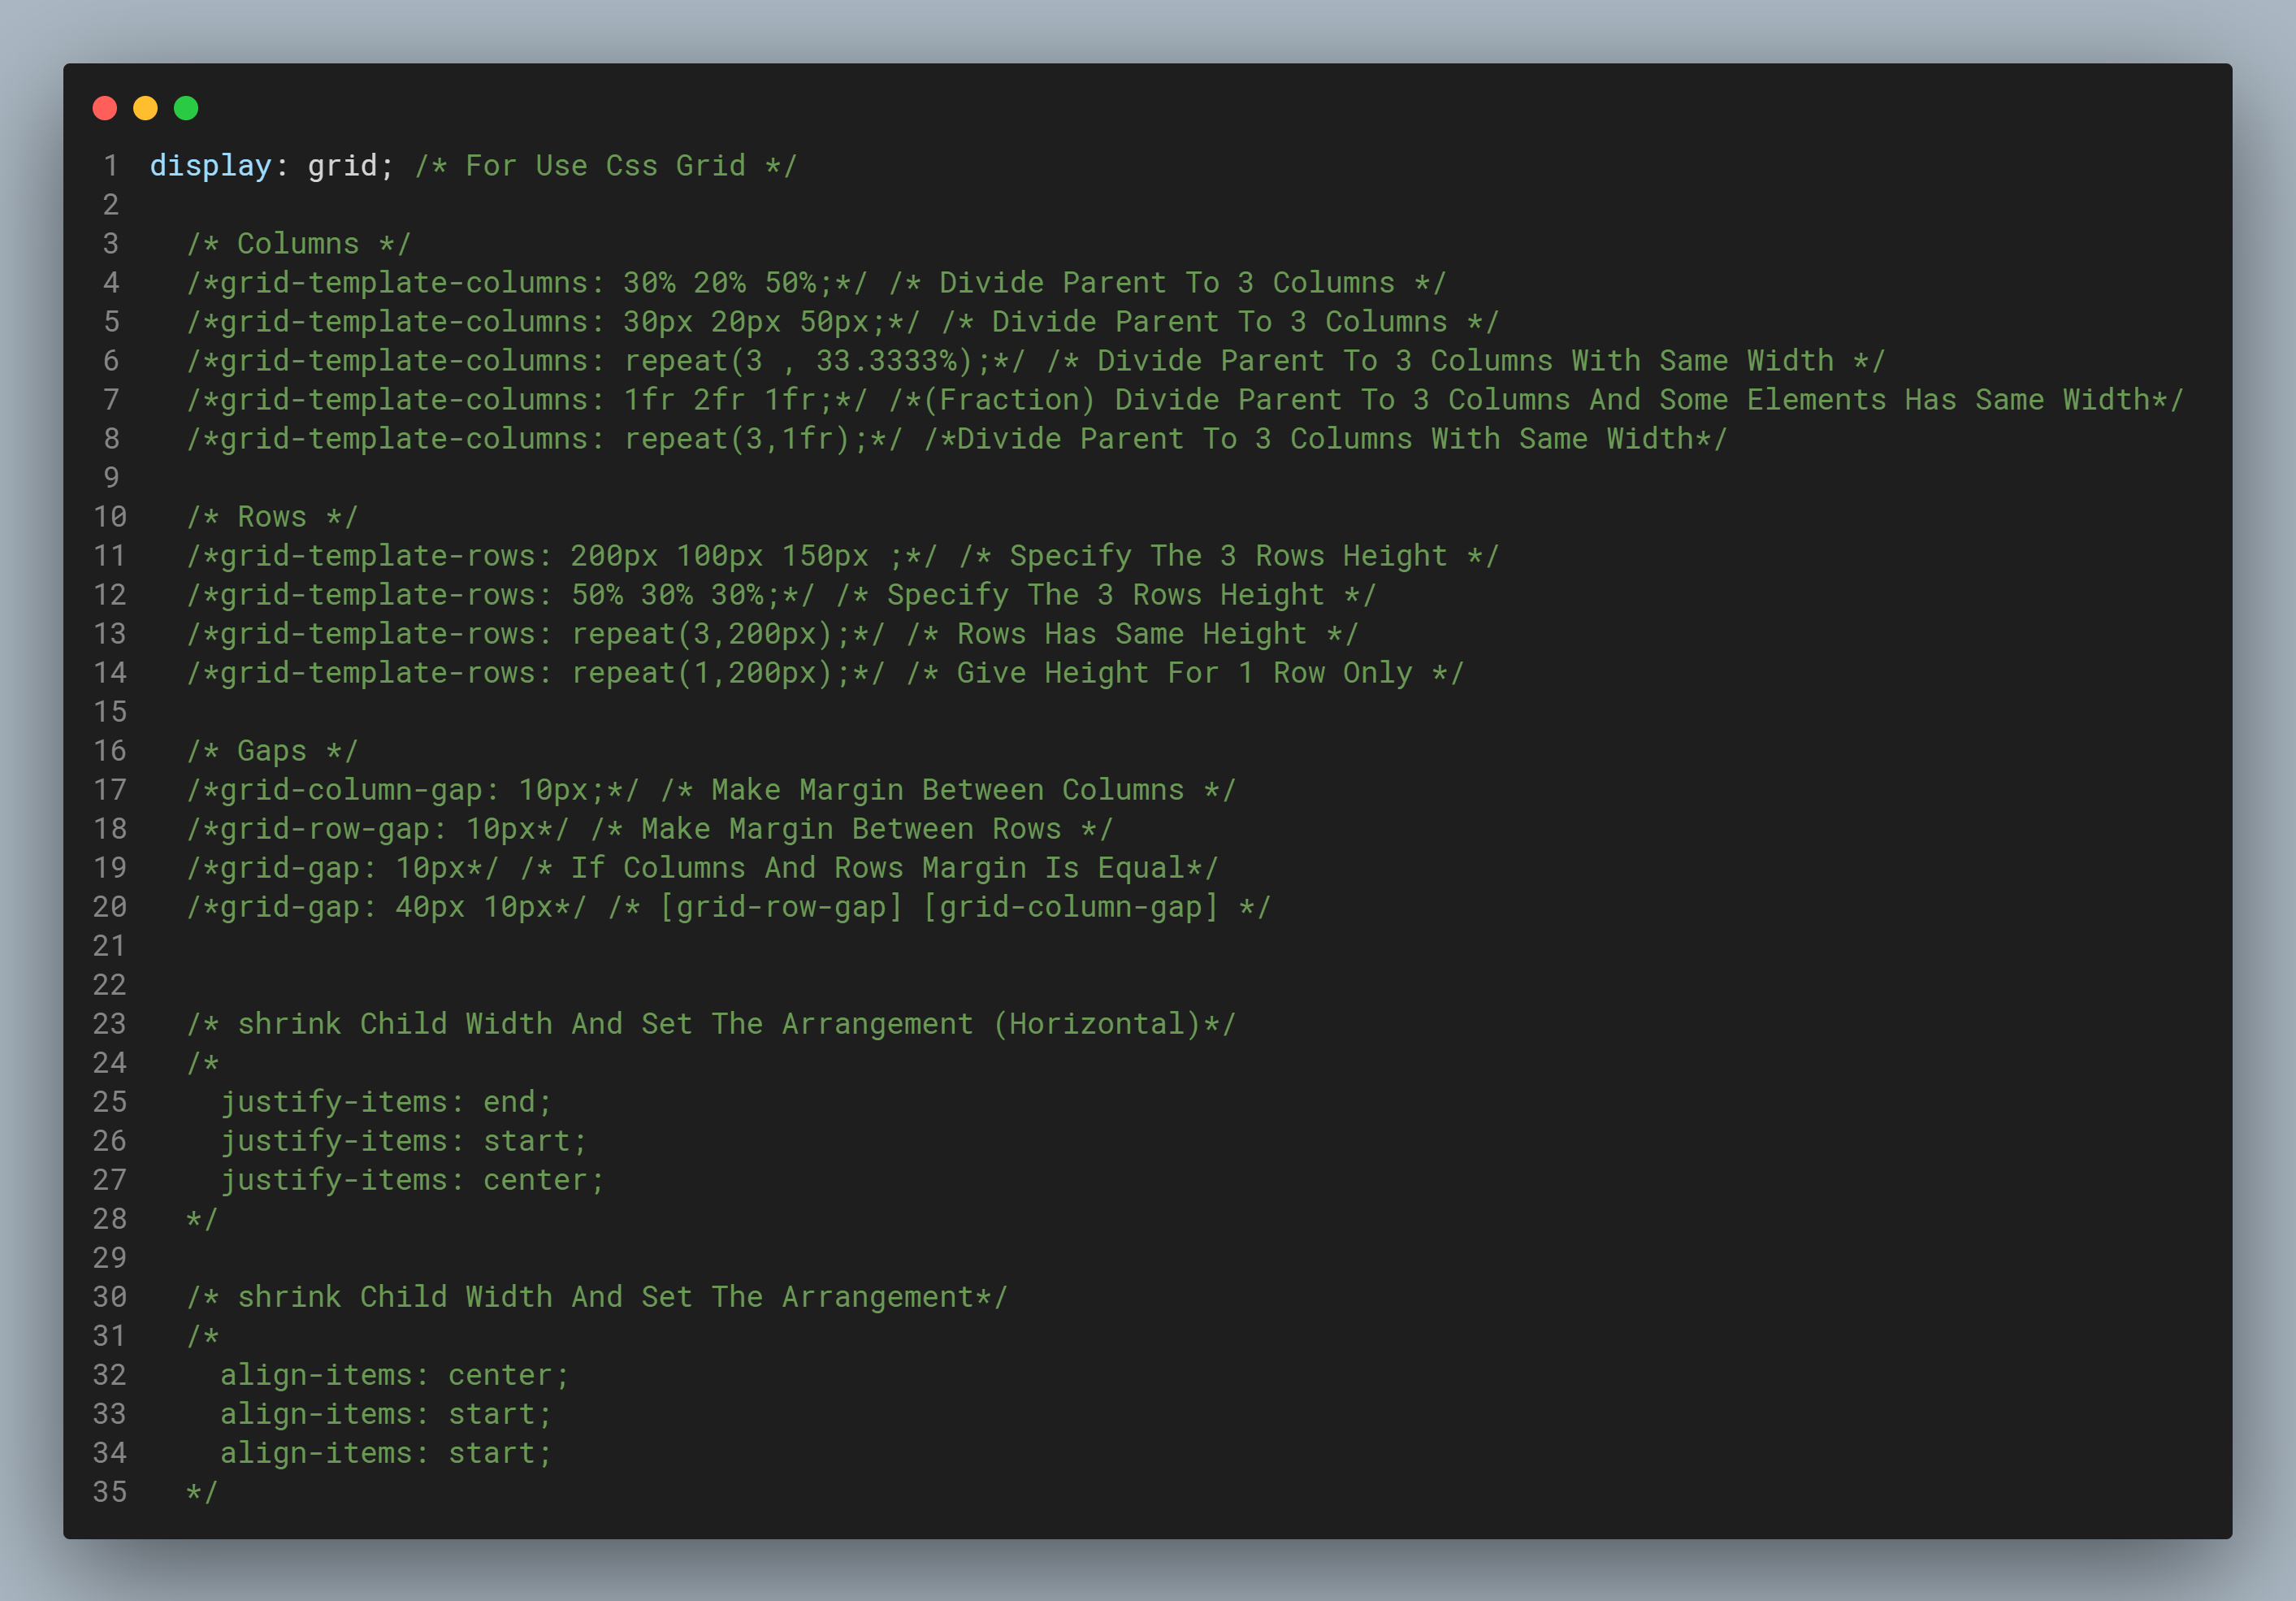 1 display: grid; /* For Use Css Grid */
2
3 /* Columns */
4 /*grid-template-columns: 30% 20% 50%;*/ /* Divide Parent To 3 Columns */
5 /*grid-template-columns: 30px 20px 50px;*/ /* Divide Parent To 3 Columns */
6 /*grid-template-columns: repeat(3 , 33.3333%);*/ /* Divide Parent To 3 Columns With Same Width */
7 /*grid-template-columns: 1fr 2fr 1fr;*/ /*(Fraction) Divide Parent To 3 Columns And Some Elements Has Same Width*/
8 /*grid-template-columns: repeat(3,1fr);*/ /*Divide Parent To 3 Columns With Same Width*/
9
10 /* Rows */
11 /*grid-template-rows: 200px 100px 150px ;*/ /* Specify The 3 Rows Height */
12 /*grid-template-rows: 50% 30% 30%;*/ /* Specify The 3 Rows Height */
13 /*grid-template-rows: repeat(3,200px);*/ /* Rows Has Same Height */
14 /*grid-template-rows: repeat(1,200px);*/ /* Give Height For 1 Row Only */
15
16 /* Gaps */
17 /*grid-column-gap: 10px;*/ /* Make Margin Between Columns */
18 /*grid-row-gap: 10px*/ /* Make Margin Between Rows */
19 /*grid-gap: 10px*/ /* If Columns And Rows Margin Is Equal*/
20 /*grid-gap: 40px 10px*/ /* [grid-row-gap] [grid-column-gap] */
21
22
23 /* shrink Child Width And Set The Arrangement (Horizontal)*/
24 /*
25 justify-items: end;
26 justify-items: start;
27 justify-items: center;
28 */
29
30 /* shrink Child Width And Set The Arrangement*/
31 /*
32 align-items: center;
33 align-items: start;
34 align-items: start;
35 */